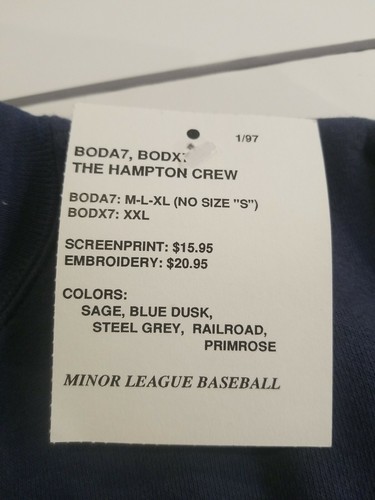 1/97
BODA7, BODX7
THE HAMPTON CREW
BODA7: M-L-XL (NO SIZE "S")
BODX7: XXL
SCREENPRINT: $15.95
EMBROIDERY: $20.95
COLORS:
SAGE, BLUE DUSK,
STEEL GREY, RAILROAD,
PRIMROSE
MINOR LEAGUE BASEBALL